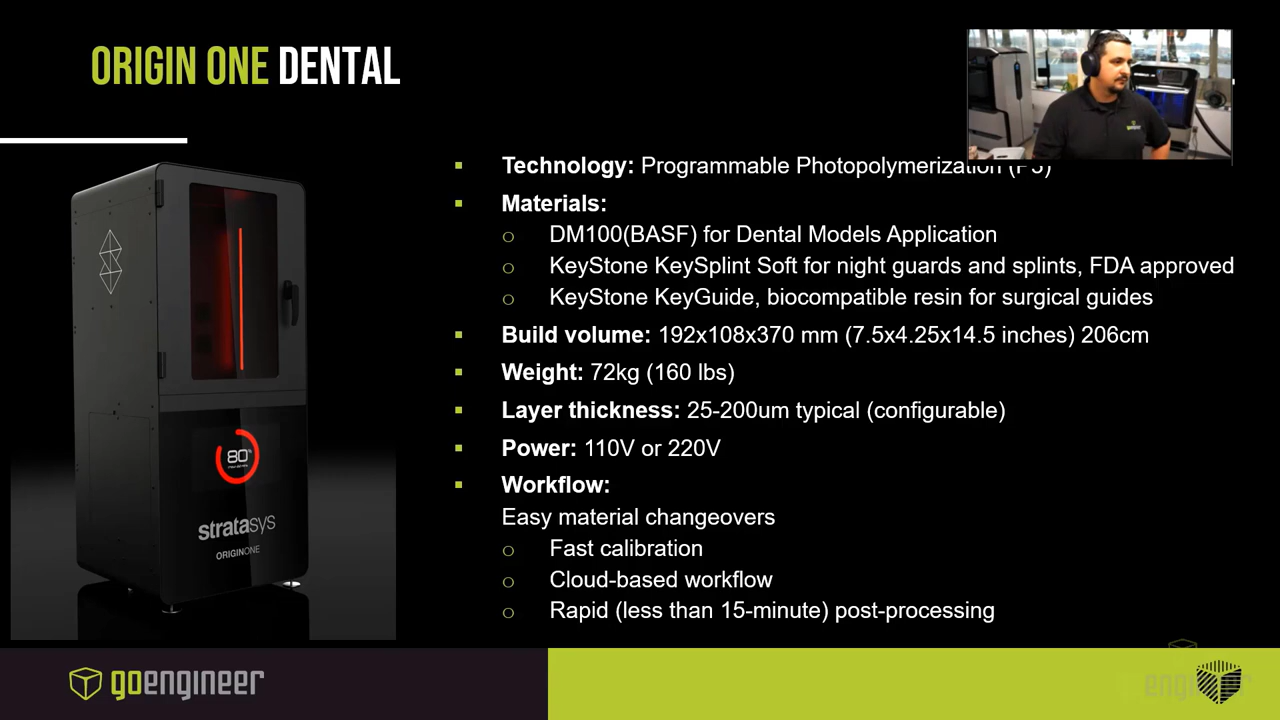 ORIGIN ONE DENTAL
Technology: Programmable Photopolymerization (P3)
Materials:
DM100(BASF) for Dental Models Application
KeyStone KeySplint Soft for night guards and splints, FDA approved
KeyStone KeyGuide, biocompatible resin for surgical guides
Build volume: 192x108x370 mm (7.5x4.25x14.5 inches) 206cm
Weight: 72kg (160 lbs)
Layer thickness: 25-200um typical (configurable)
Power: 110V or 220V
Workflow:
Easy material changeovers
Fast calibration
Cloud-based workflow
Rapid (less than 15-minute) post-processing
80%
stratasys
ORIGINONE
goengineer
goengineer